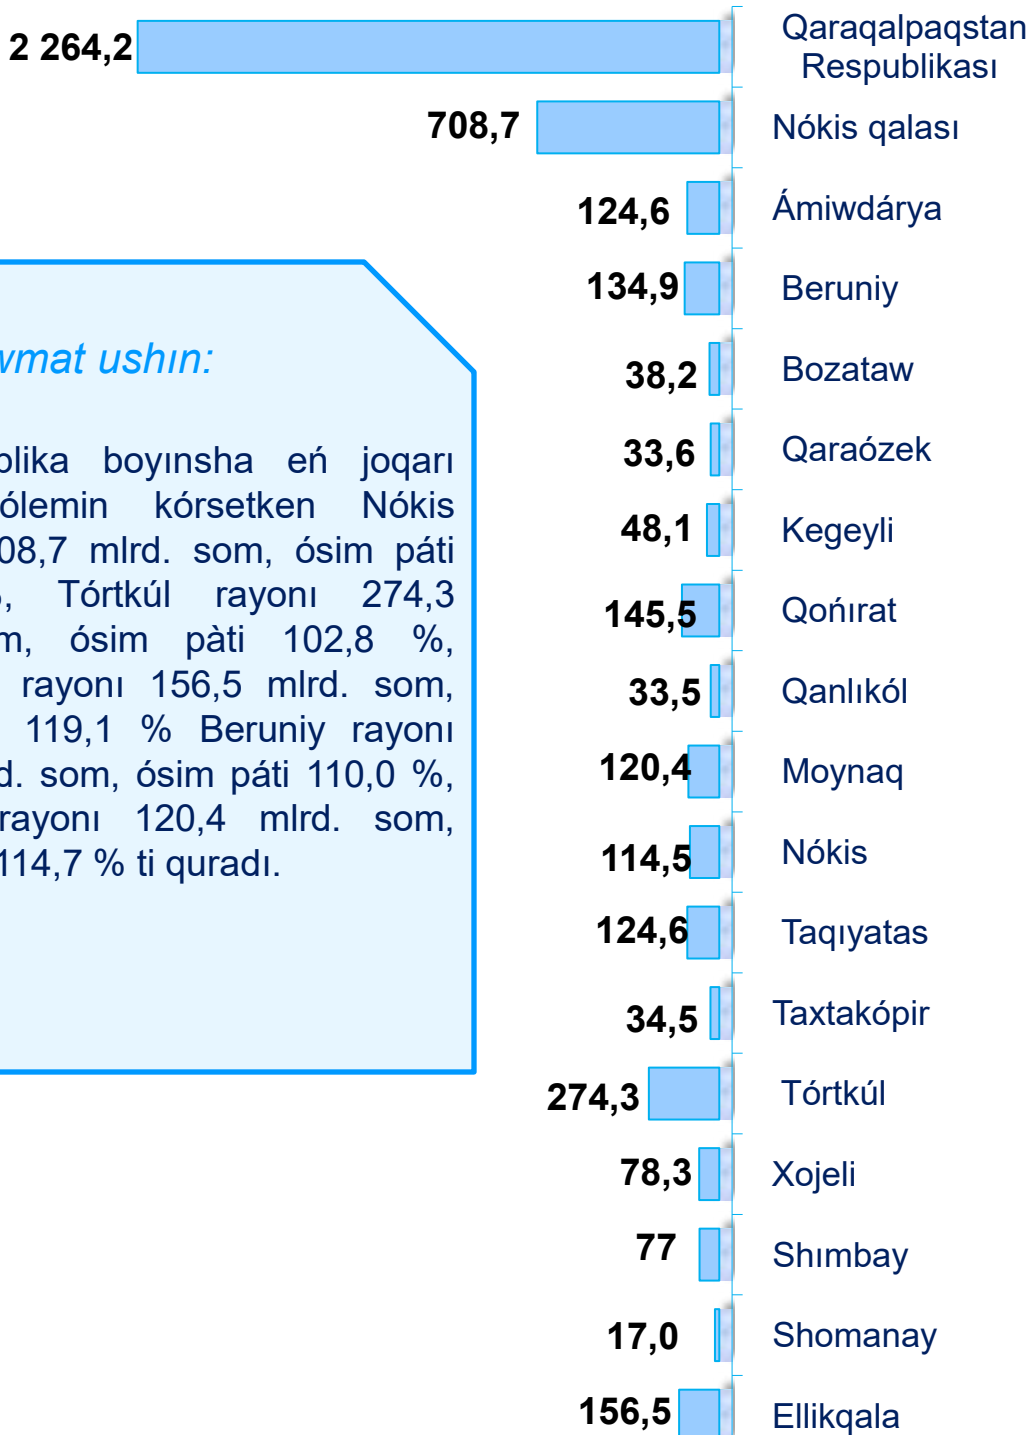 2 264,2 Qaraqalpaqstan
Respublikası
708,7 Nókis qalası
124,6 Ámiwdárya
134,9 Beruniy
38,2 Bozataw
33,6 Qaraózek
48,1 Kegeyli
145,5 Qońırat
33,5 Qanlıkól
120,4 Moynaq
114,5 Nókis
124,6 Taqıyatas
34,5 Taxtakópir
274,3 Tórtkúl
78,3 Xojeli
77 Shımbay
17,0 Shomanay
156,5 Ellikqala
wmat ushın:
blika boyınsha eń joqarı
ólemin kórsetken Nókis
08,7 mlrd. som, ósim páti
%, Tórtkúl rayonı 274,3
m, ósim pàti 102,8 %,
rayonı 156,5 mlrd. som,
119,1 % Beruniy rayonı
d. som, ósim páti 110,0 %,
rayonı 120,4 mlrd. som,
114,7 % ti quradı.